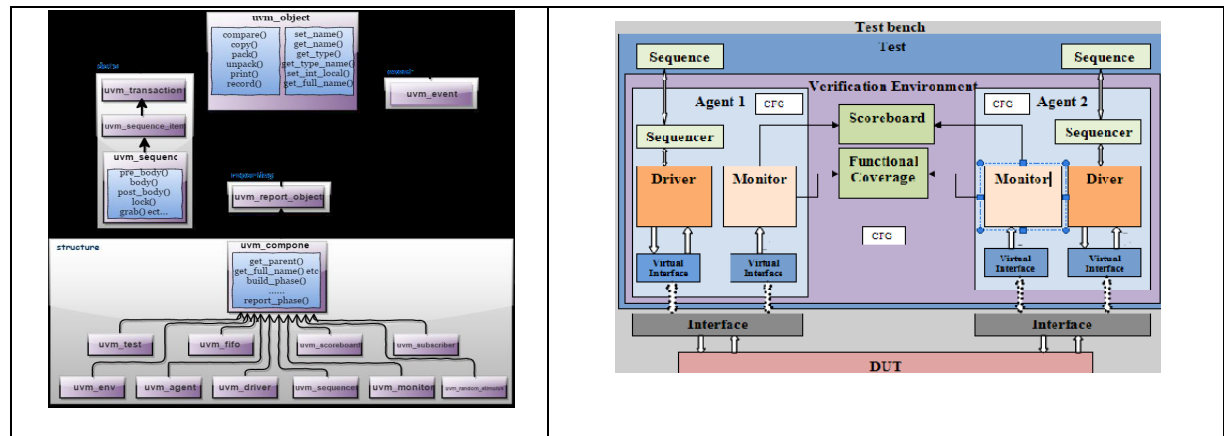 uvm_object
compare()
copy()
pack()
unpack()
print()
record()
set_name()
get_name()
get_type()
get_type_name()
set_int_local()
get_full_name()
uvm_event
uvm_transaction
uvm_sequence_item
uvm_sequenc
pre_body()
body()
post_body()
lock()
grab() ect...
uvm_report_object
structure
uvm_compone
get_parent()
get_full_name() etc
build_phase()
......
report_phase()
uvm_test
uvm_fifo
uvm_scoreboard
uvm_subscriber
uvm_env
uvm_agent
uvm_driver
uvm_sequencer
uvm_monitor
Test bench
Test
Sequence
Sequence
Verification Environment
Agent 1
CFG
CFG
Agent 2
Scoreboard
Sequencer
Sequencer
Functional
Coverage
Driver
Monitor
Monitor
Diver
CFG
Virtual
Interface
Virtual
Interface
Virtual
Interface
Virtual
Interface
Interface
Interface
DUT